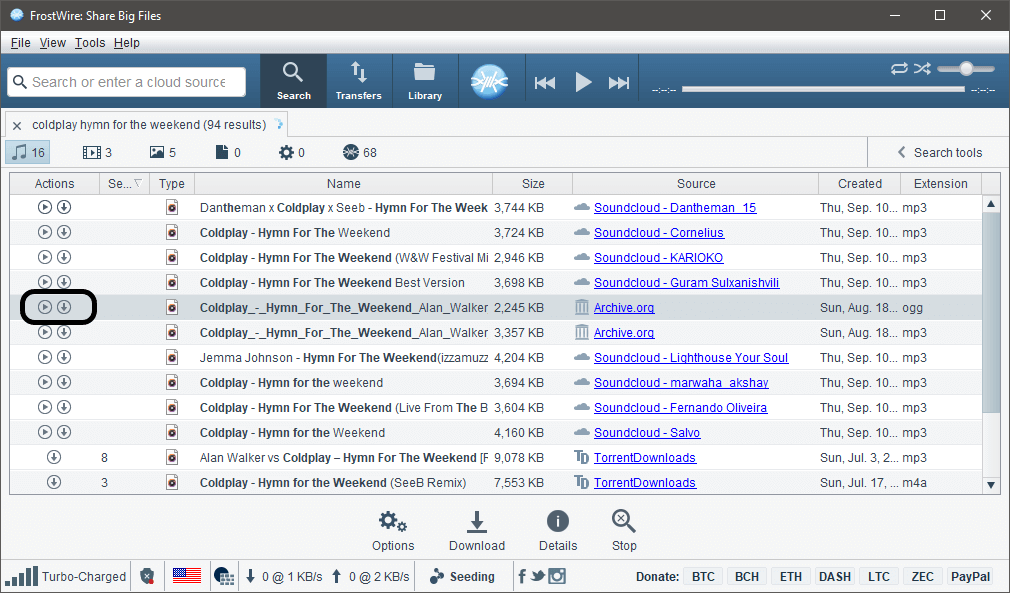 FrostWire: Share Big Files
File View Tools Help
Search or enter a cloud source
Search
Transfers
Library
--:--:--
--:--:--
coldplay hymn for the weekend (94 results)
16
3
5
0
0
68
Search tools
Actions Se... Type Name Size Source Created Extension
Dantheman x Coldplay x Seeb - Hymn For The Week 3,744 KB Soundcloud - Dantheman_15 Thu, Sep. 10... mp3
Coldplay - Hymn For The Weekend 3,724 KB Soundcloud - Cornelius Thu, Sep. 10... mp3
Coldplay - Hymn For The Weekend (W&W Festival Mi 2,946 KB Soundcloud - KARIOKO Thu, Sep. 10... mp3
Coldplay - Hymn For The Weekend Best Version 3,698 KB Soundcloud - Guram Sulxanishvili Thu, Sep. 10... mp3
Coldplay_-_Hymn_For_The_Weekend_Alan_Walker 2,245 KB Archive.org Sun, Aug. 18... ogg
Coldplay_-_Hymn_For_The_Weekend_Alan_Walker 3,357 KB Archive.org Sun, Aug. 18... mp3
Jemma Johnson - Hymn For The Weekend(izzamuzz 4,204 KB Soundcloud - Lighthouse Your Soul Thu, Sep. 10... mp3
Coldplay - Hymn for the weekend 3,694 KB Soundcloud - marwaha_akshay Thu, Sep. 10... mp3
Coldplay - Hymn For The Weekend (Live From The B 3,604 KB Soundcloud - Fernando Oliveira Thu, Sep. 10... mp3
Coldplay - Hymn for the Weekend 4,160 KB Soundcloud - Salvo Thu, Sep. 10... mp3
8 Alan Walker vs Coldplay – Hymn For The Weekend [F 9,078 KB TD TorrentDownloads Sun, Jul. 3, 2... mp3
3 Coldplay - Hymn for the Weekend (SeeB Remix) 7,553 KB TD TorrentDownloads Sun, Jul. 17, ... m4a
Options
Download
Details
Stop
Turbo-Charged 0 @ 1 KB/s 0 @ 2 KB/s Seeding Donate: BTC BCH ETH DASH LTC ZEC PayPal